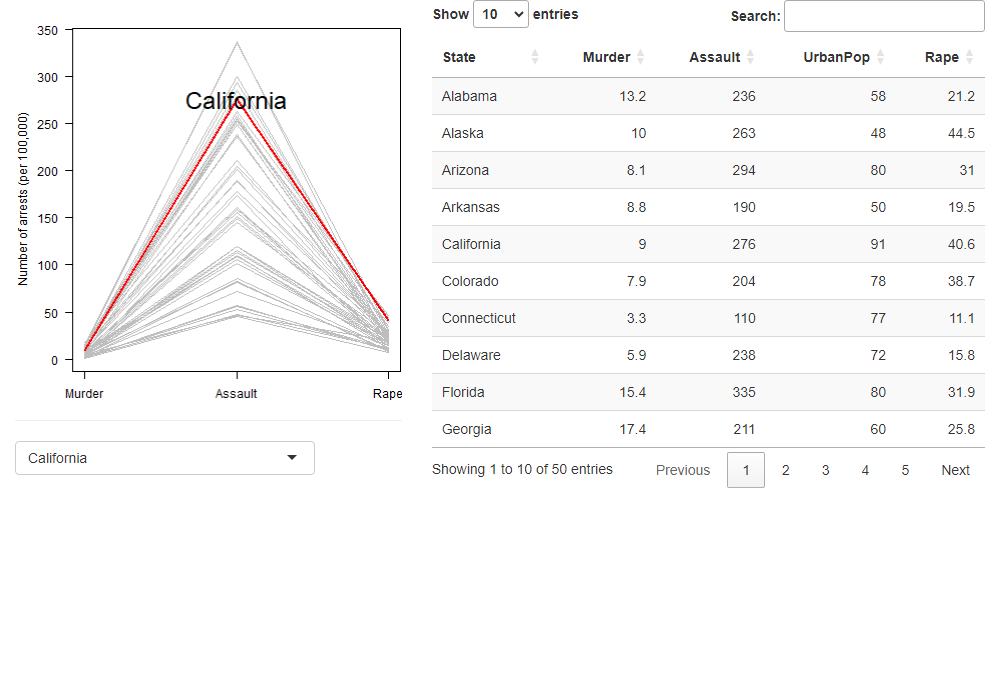 350
300
250
200
150
100
50
0
Number of arrests (per 100,000)
California
Murder Assault Rape
California
Show 10 entries Search:
State Murder Assault UrbanPop Rape
Alabama 13.2 236 58 21.2
Alaska 10 263 48 44.5
Arizona 8.1 294 80 31
Arkansas 8.8 190 50 19.5
California 9 276 91 40.6
Colorado 7.9 204 78 38.7
Connecticut 3.3 110 77 11.1
Delaware 5.9 238 72 15.8
Florida 15.4 335 80 31.9
Georgia 17.4 211 60 25.8
Showing 1 to 10 of 50 entries Previous 1 2 3 4 5 Next